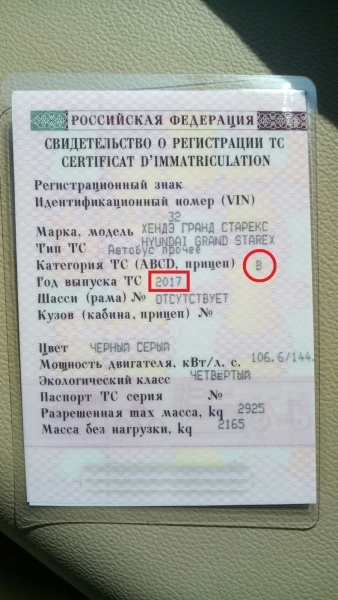 РОССИЙСКАЯ ФЕДЕРАЦИЯ
СВИДЕТЕЛЬСТВО О РЕГИСТРАЦИИ ТС
CERTIFICAT D'IMMATRICULATION
Регистрационный знак
Идентификационный номер (VIN)
32
Марка, модель ХЕНДЭ ГРАНД СТАРЕКС
HYUNDAI GRAND STAREX
Тип ТС Автобус прочее
Категория ТС (ABCD, прицеп) B
Год выпуска ТС 2017
Шасси (рама) № ОТСУТСТВУЕТ
Кузов (кабина, прицеп) №
Цвет ЧЕРНЫЙ СЕРЫЙ
Мощность двигателя, кВт/л. с. 106.6/144.
Экологический класс ЧЕТВЕРТЫЙ
Паспорт ТС серия №
Разрешенная max масса, kg 2925
Масса без нагрузки, kg 2165